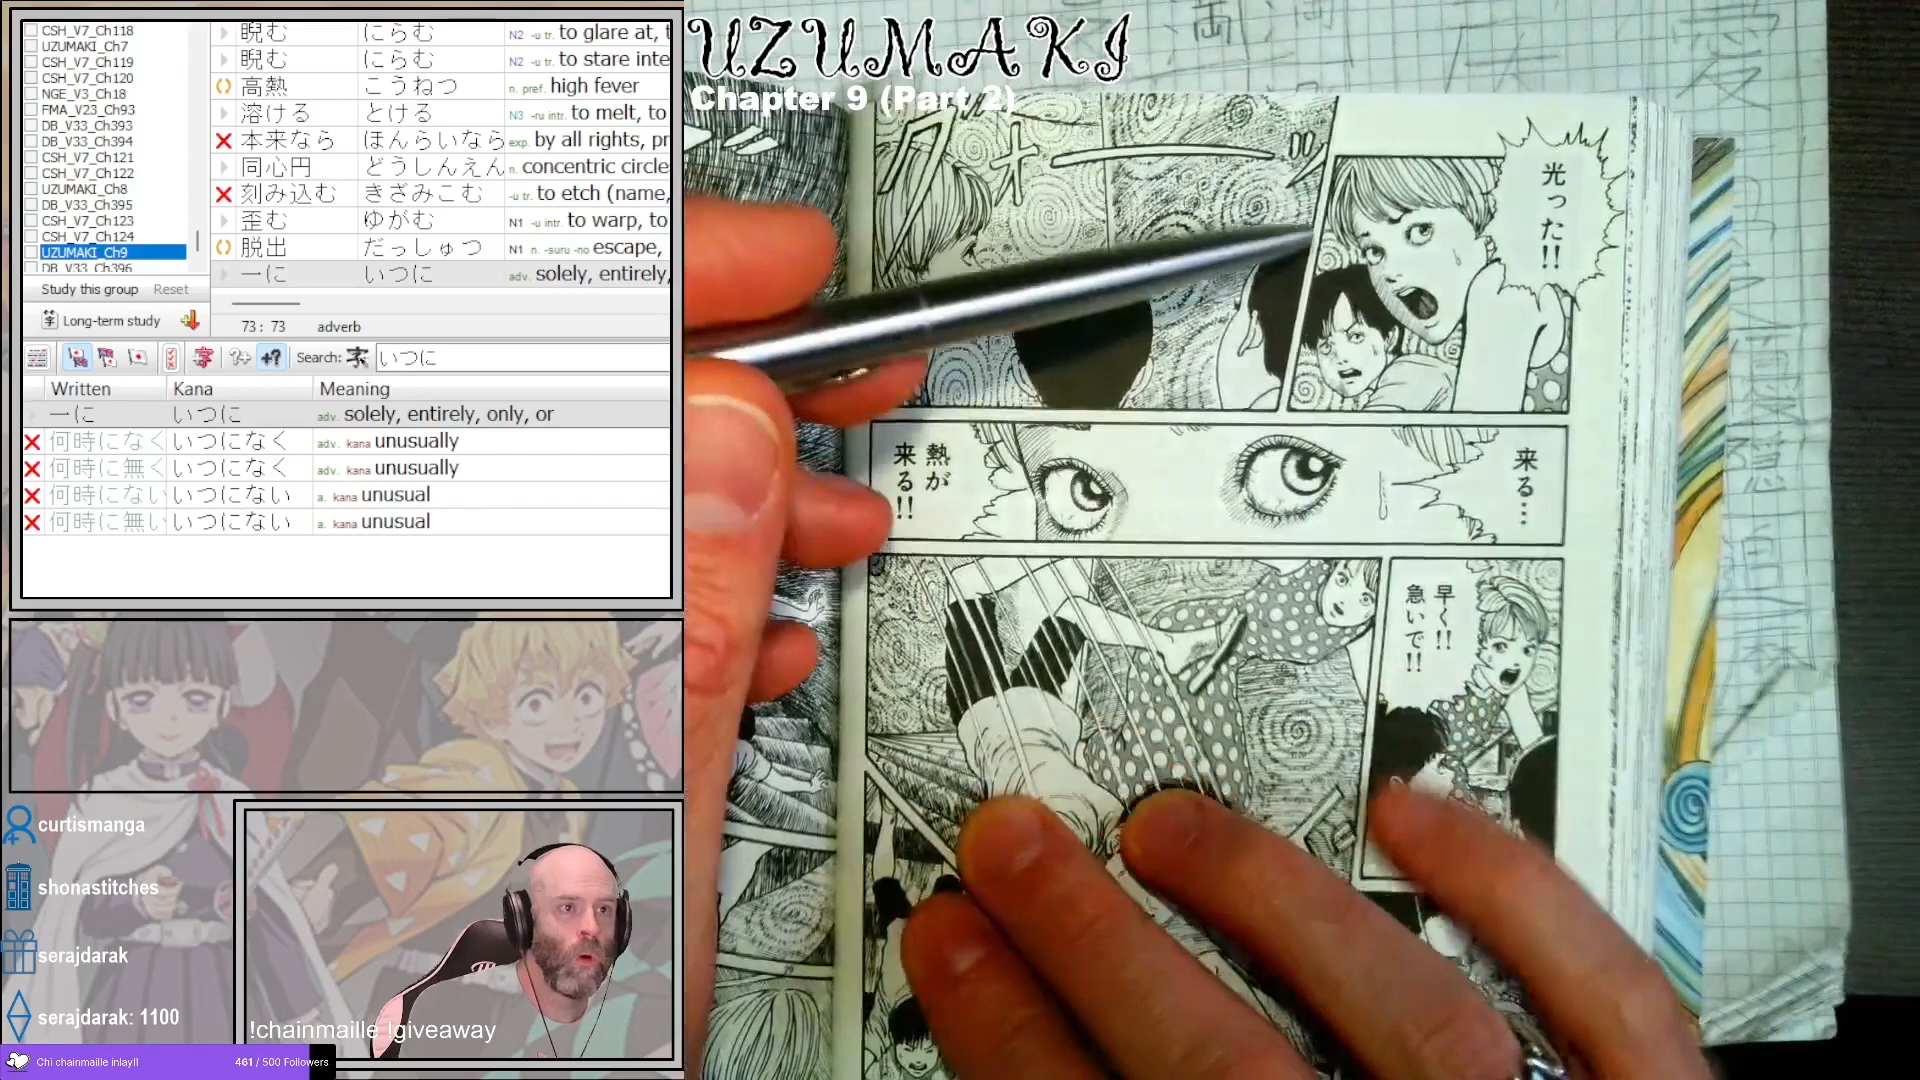 CSH_V7_Ch118
UZUMAKI_Ch7
CSH_V7_Ch119
CSH_V7_Ch120
NGE_V3_Ch18
FMA_V23_Ch93
DB_V33_Ch393
DB_V33_Ch394
CSH_V7_Ch121
CSH_V7_Ch122
UZUMAKI_Ch8
DB_V33_Ch395
CSH_V7_Ch123
CSH_V7_Ch124
UZUMAKI_Ch9
DB_V33_Ch396
Study this group Reset
Long-term study
睨む にらむ N2 -u tr. to glare at, t
睨む にらむ N2 -u tr. to stare inte
高熱 こうねつ n. pref. high fever
溶ける とける N3 -ru intr. to melt, to
本来なら ほんらいなら exp. by all rights, pr
同心円 どうしんえん n. concentric circle
刻み込む きざみこむ -u tr. to etch (name,
歪む ゆがむ N1 -u intr. to warp, to
脱出 だっしゅつ N1 n. -suru -no escape,
一に いつに adv. solely, entirely,
73: 73 adverb
Search: いつに
Written Kana Meaning
一に いつに adv. solely, entirely, only, or
何時になく いつになく adv. kana unusually
何時に無く いつになく adv. kana unusually
何時にない いつにない a. kana unusual
何時に無い いつにない a. kana unusual
curtismanga
shonastitches
serajdarak
serajdarak: 1100
!chainmaille !giveaway
Chi chainmaille inlay!!
461 / 500 Followers
UZUMAKI
Chapter 9 (Part 2)
光った!!
来る…
熱が
来る!!
早く!!
急いで!!